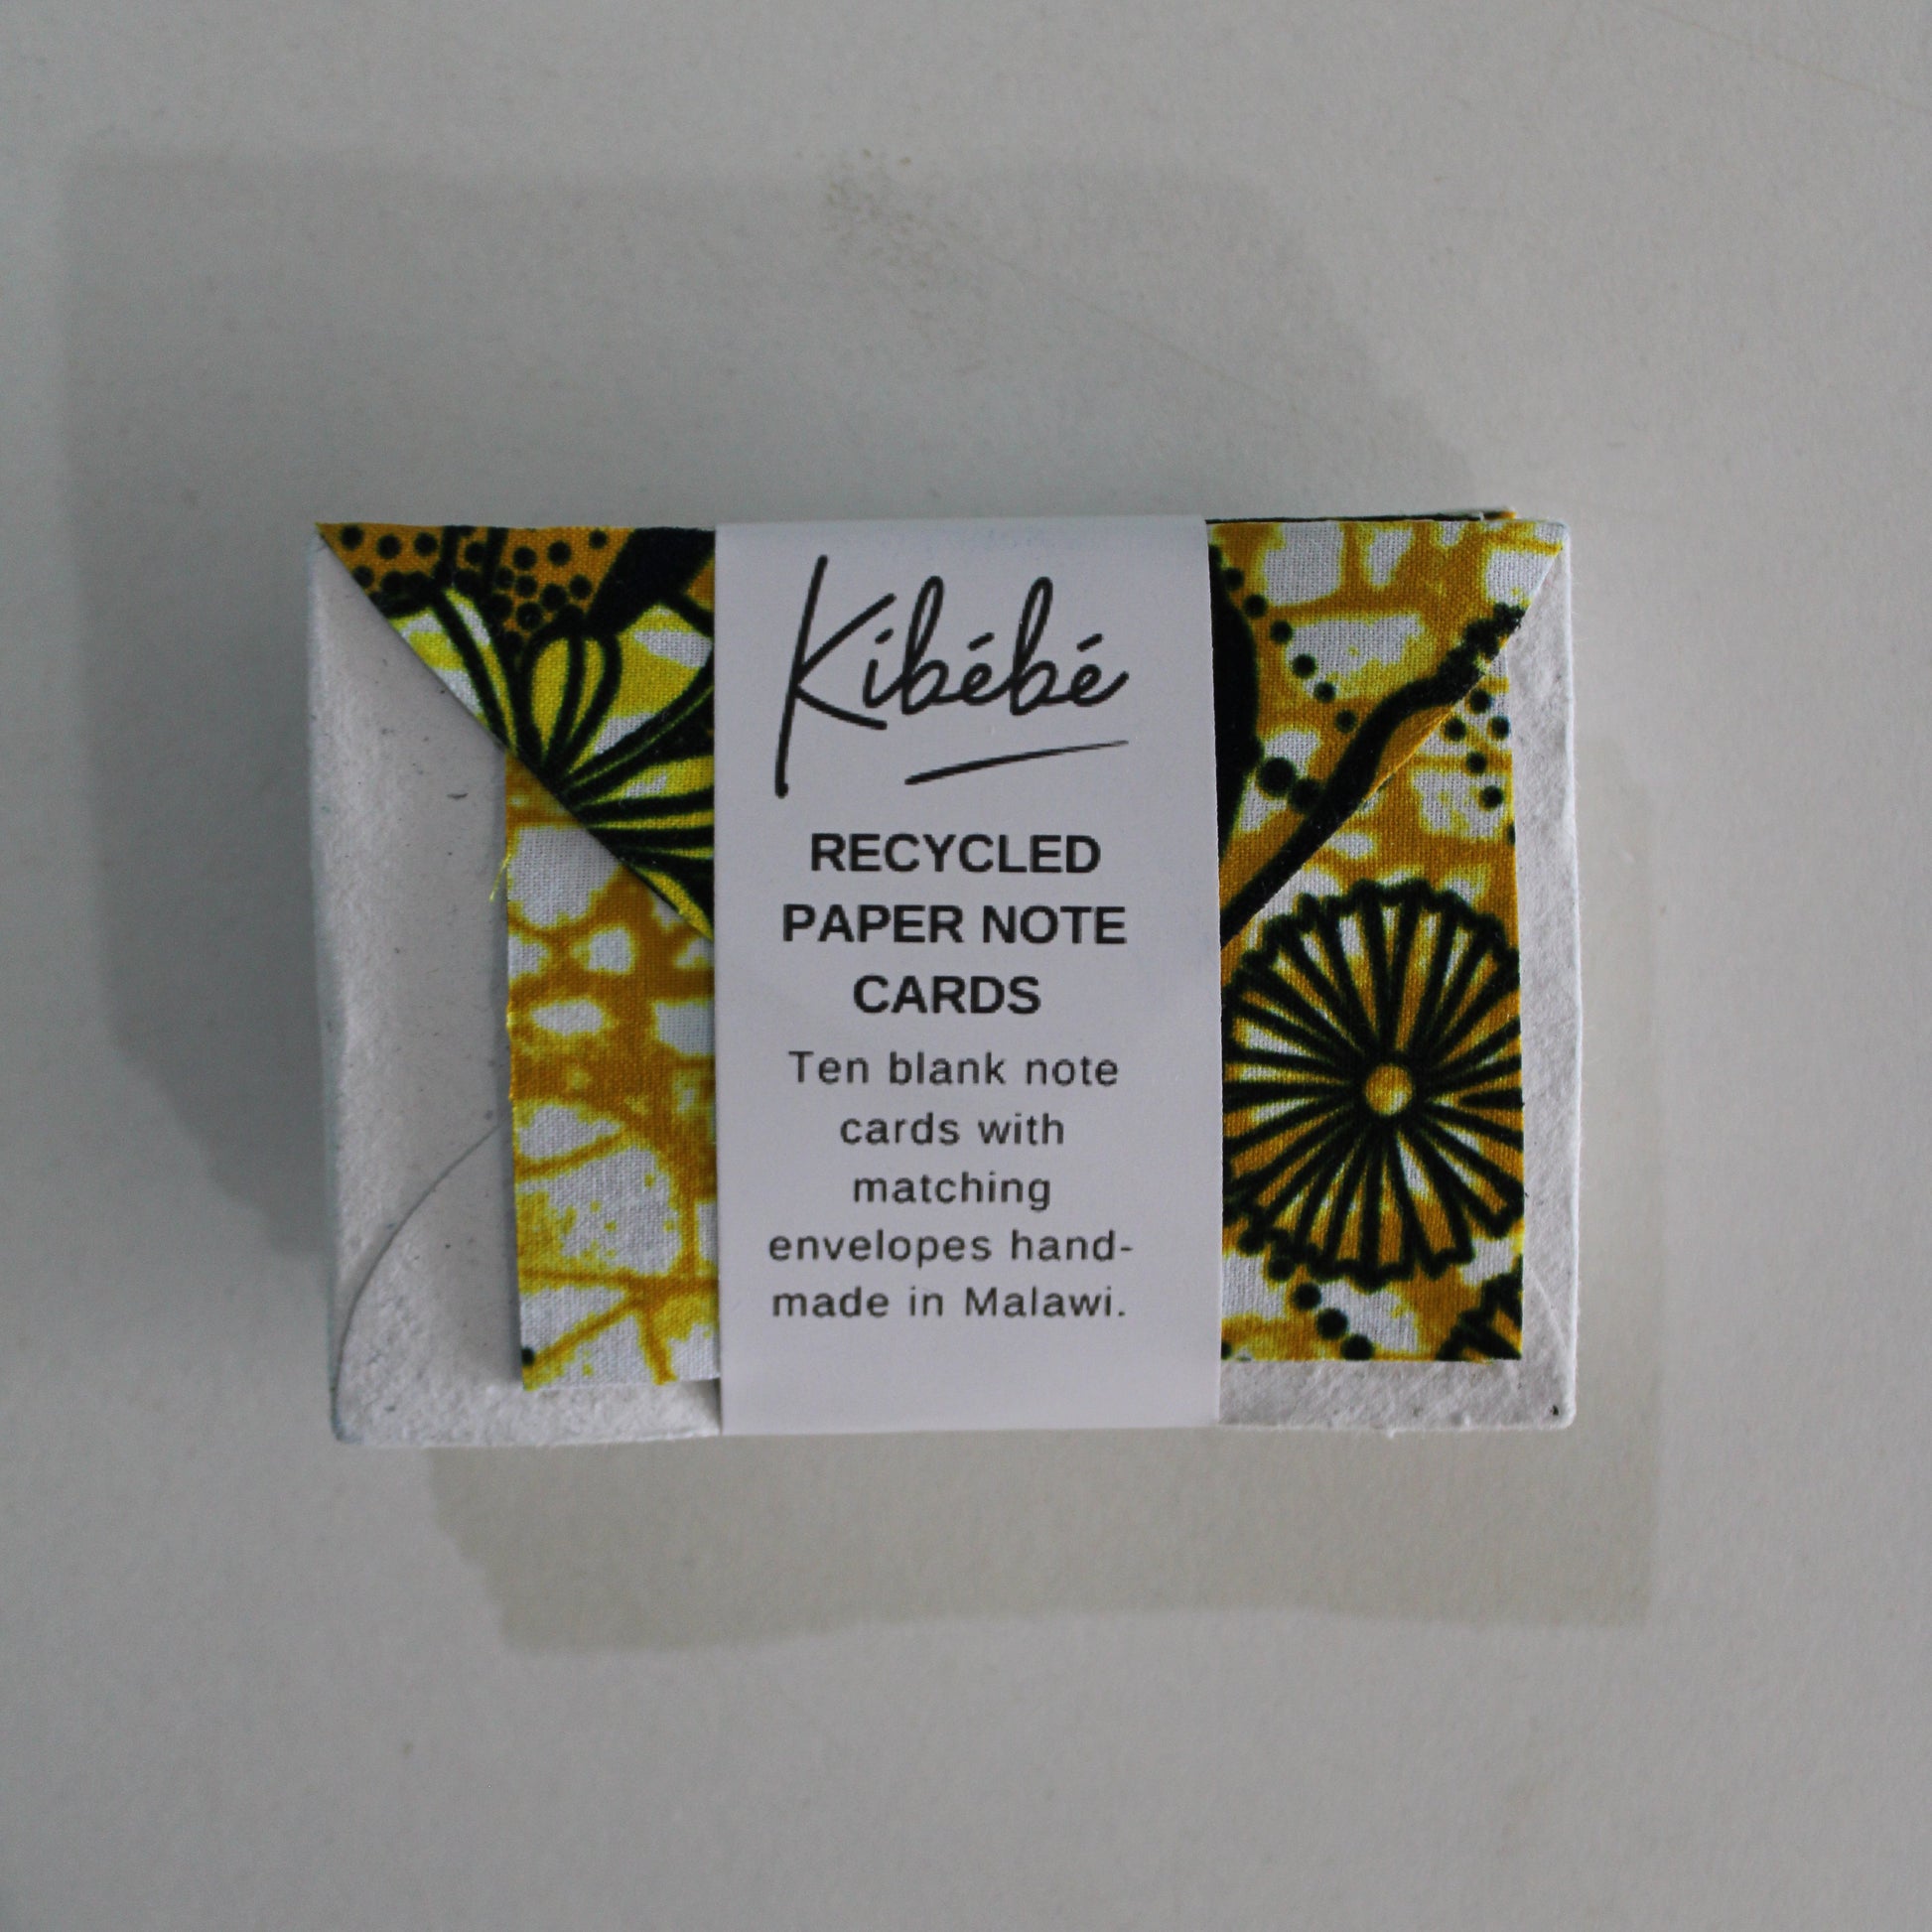 Kibébé
RECYCLED
PAPER NOTE
CARDS
Ten blank note
cards with
matching
envelopes hand-
made in Malawi.